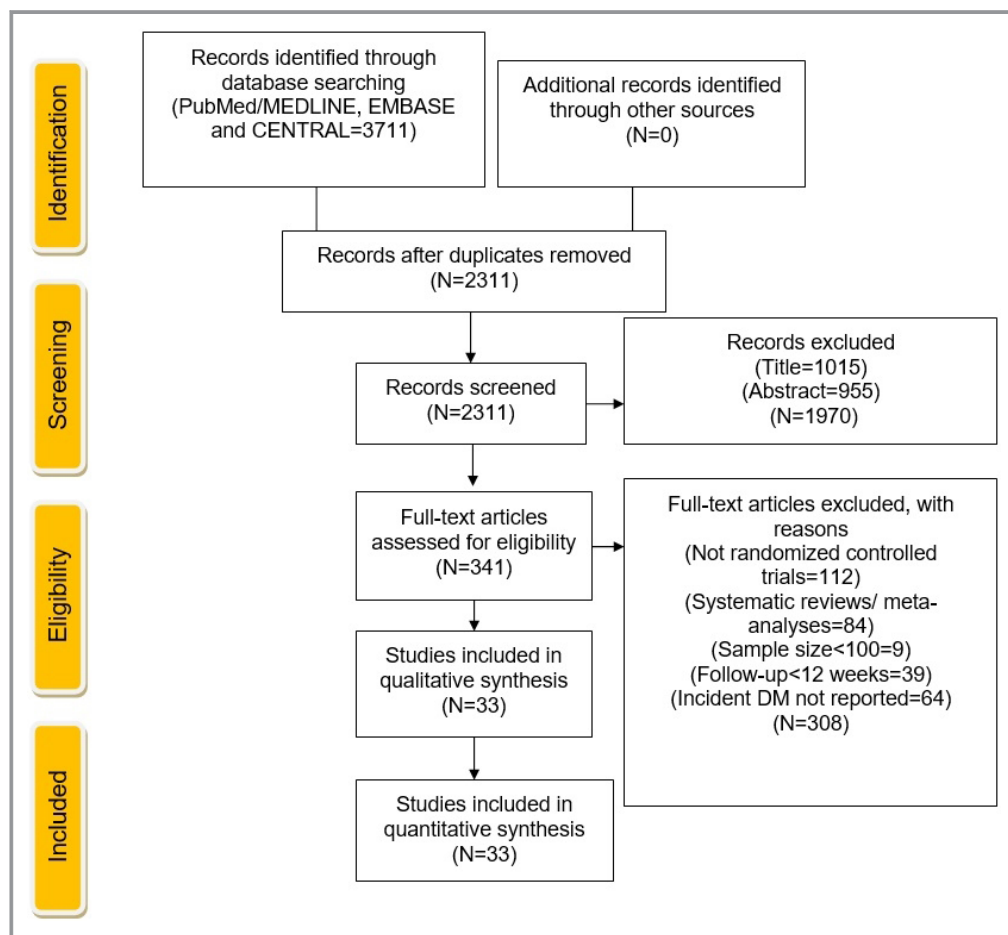 Identification
Records identified through
database searching
(PubMed/MEDLINE, EMBASE
and CENTRAL=3711)
Additional records identified
through other sources
(N=0)
Records after duplicates removed
(N=2311)
Screening
Records screened
(N=2311)
Records excluded
(Title=1015)
(Abstract=955)
(N=1970)
Eligibility
Full-text articles
assessed for eligibility
(N=341)
Full-text articles excluded, with
reasons
(Not randomized controlled
trials=112)
(Systematic reviews/ meta-
analyses=84)
(Sample size<100=9)
(Follow-up<12 weeks=39)
(Incident DM not reported=64)
(N=308)
Studies included in
qualitative synthesis
(N=33)
Included
Studies included in
quantitative synthesis
(N=33)